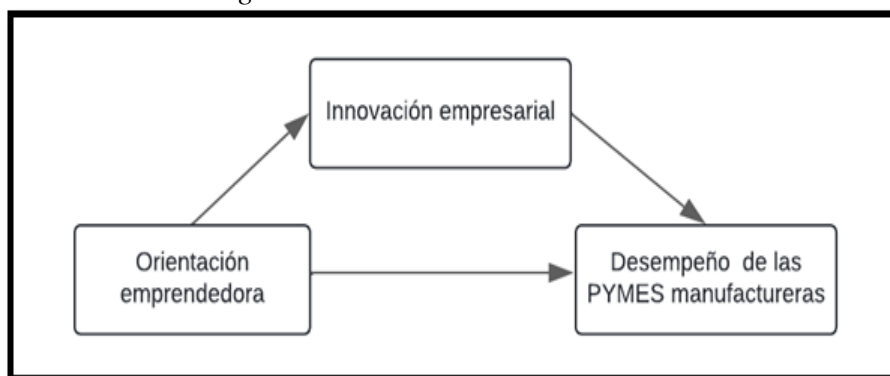 Innovación empresarial
Orientación
emprendedora
Desempeño de las
PYMES manufactureras